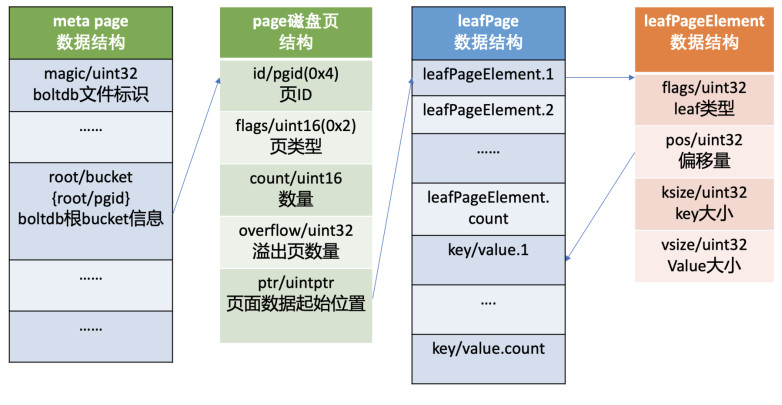 meta page
数据结构
magic/uint32
boltdb文件标识
……
root/bucket
{root/pgid}
boltdb根bucket信息
……
……
page磁盘页
结构
id/pgid(0x4)
页ID
flags/uint16(0x2)
页类型
count/uint16
数量
overflow/uint32
溢出页数量
ptr/uintptr
页面数据起始位置
leafPage
数据结构
leafPageElement.1
leafPageElement.2
……
leafPageElement.
count
key/value.1
….
key/value.count
leafPageElement
数据结构
flags/uint32
leaf类型
pos/uint32
偏移量
ksize/uint32
key大小
vsize/uint32
Value大小